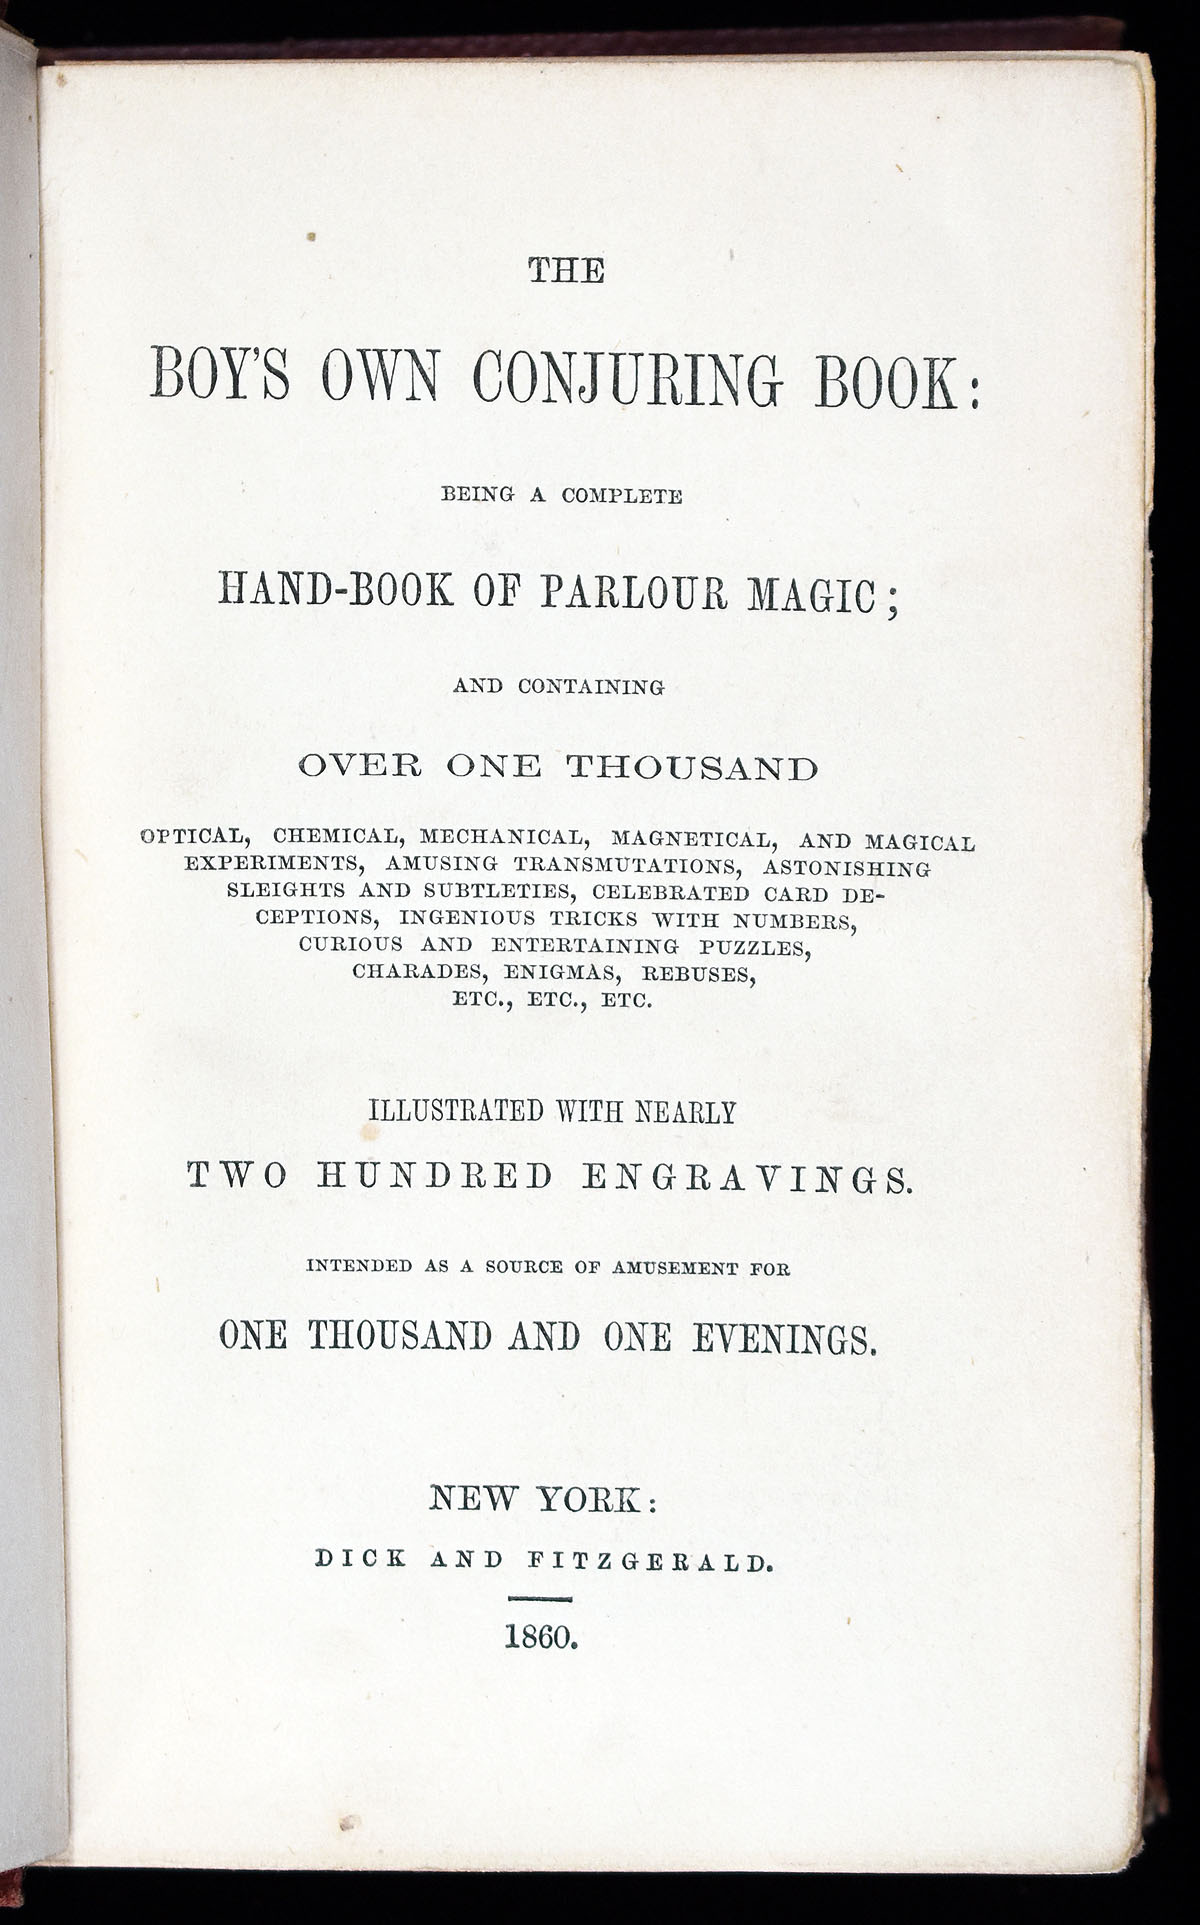 THE
BOY'S OWN CONJURING BOOK:
BEING A COMPLETE
HAND-BOOK OF PARLOUR MAGIC;
AND CONTAINING
OVER ONE THOUSAND
OPTICAL, CHEMICAL, MECHANICAL, MAGNETICAL, AND MAGICAL
EXPERIMENTS, AMUSING TRANSMUTATIONS, ASTONISHING
SLEIGHTS AND SUBTLETIES, CELEBRATED CARD DE-
CEPTIONS, INGENIOUS TRICKS WITH NUMBERS,
CURIOUS AND ENTERTAINING PUZZLES,
CHARADES, ENIGMAS, REBUSES,
ETC., ETC., ETC.
ILLUSTRATED WITH NEARLY
TWO HUNDRED ENGRAVINGS.
INTENDED AS A SOURCE OF AMUSEMENT FOR
ONE THOUSAND AND ONE EVENINGS.
NEW YORK:
DICK AND FITZGERALD.
1860.